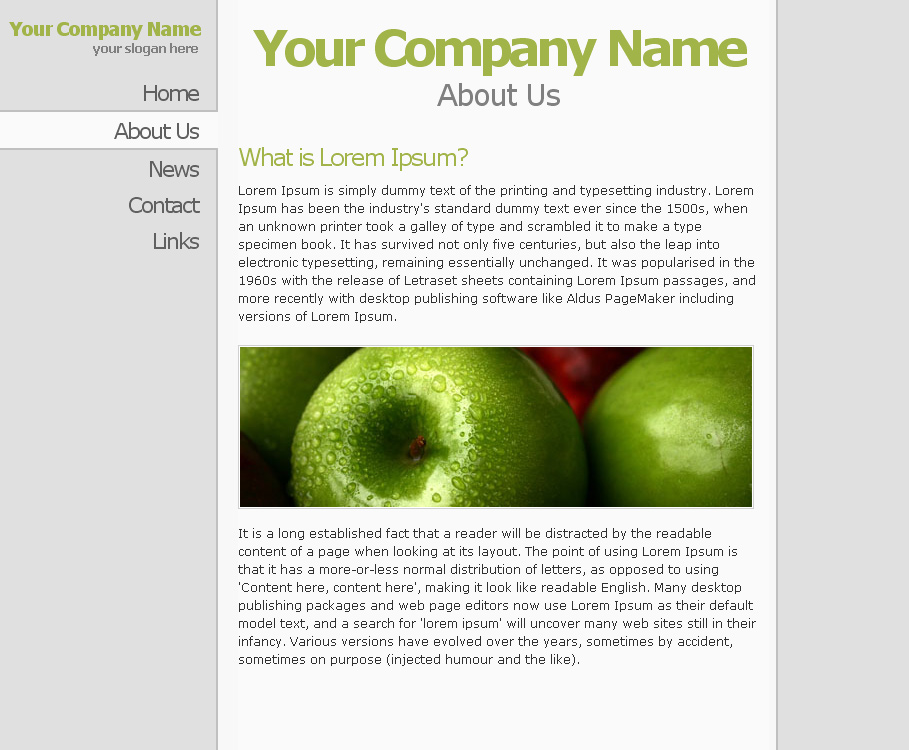 Your Company Name
your slogan here
Home
About Us
News
Contact
Links
Your Company Name
About Us
What is Lorem Ipsum?
Lorem Ipsum is simply dummy text of the printing and typesetting industry. Lorem
Ipsum has been the industry's standard dummy text ever since the 1500s, when
an unknown printer took a galley of type and scrambled it to make a type
specimen book. It has survived not only five centuries, but also the leap into
electronic typesetting, remaining essentially unchanged. It was popularised in the
1960s with the release of Letraset sheets containing Lorem Ipsum passages, and
more recently with desktop publishing software like Aldus PageMaker including
versions of Lorem Ipsum.
It is a long established fact that a reader will be distracted by the readable
content of a page when looking at its layout. The point of using Lorem Ipsum is
that it has a more-or-less normal distribution of letters, as opposed to using
'Content here, content here', making it look like readable English. Many desktop
publishing packages and web page editors now use Lorem Ipsum as their default
model text, and a search for 'lorem ipsum' will uncover many web sites still in their
infancy. Various versions have evolved over the years, sometimes by accident,
sometimes on purpose (injected humour and the like).